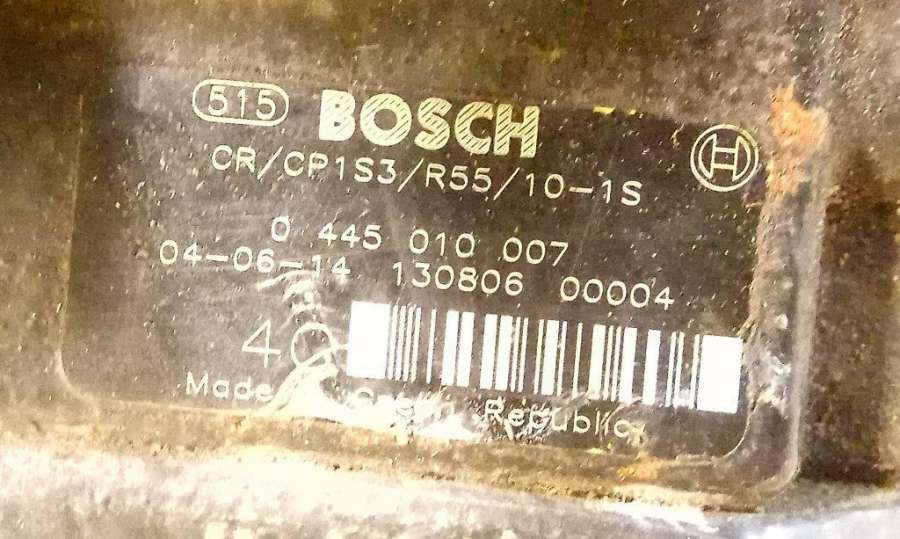 515 BOSCH
CR/CP1S3/R55/10-1S
0 445 010 007
04-06-14 130806 00004
Made Republic